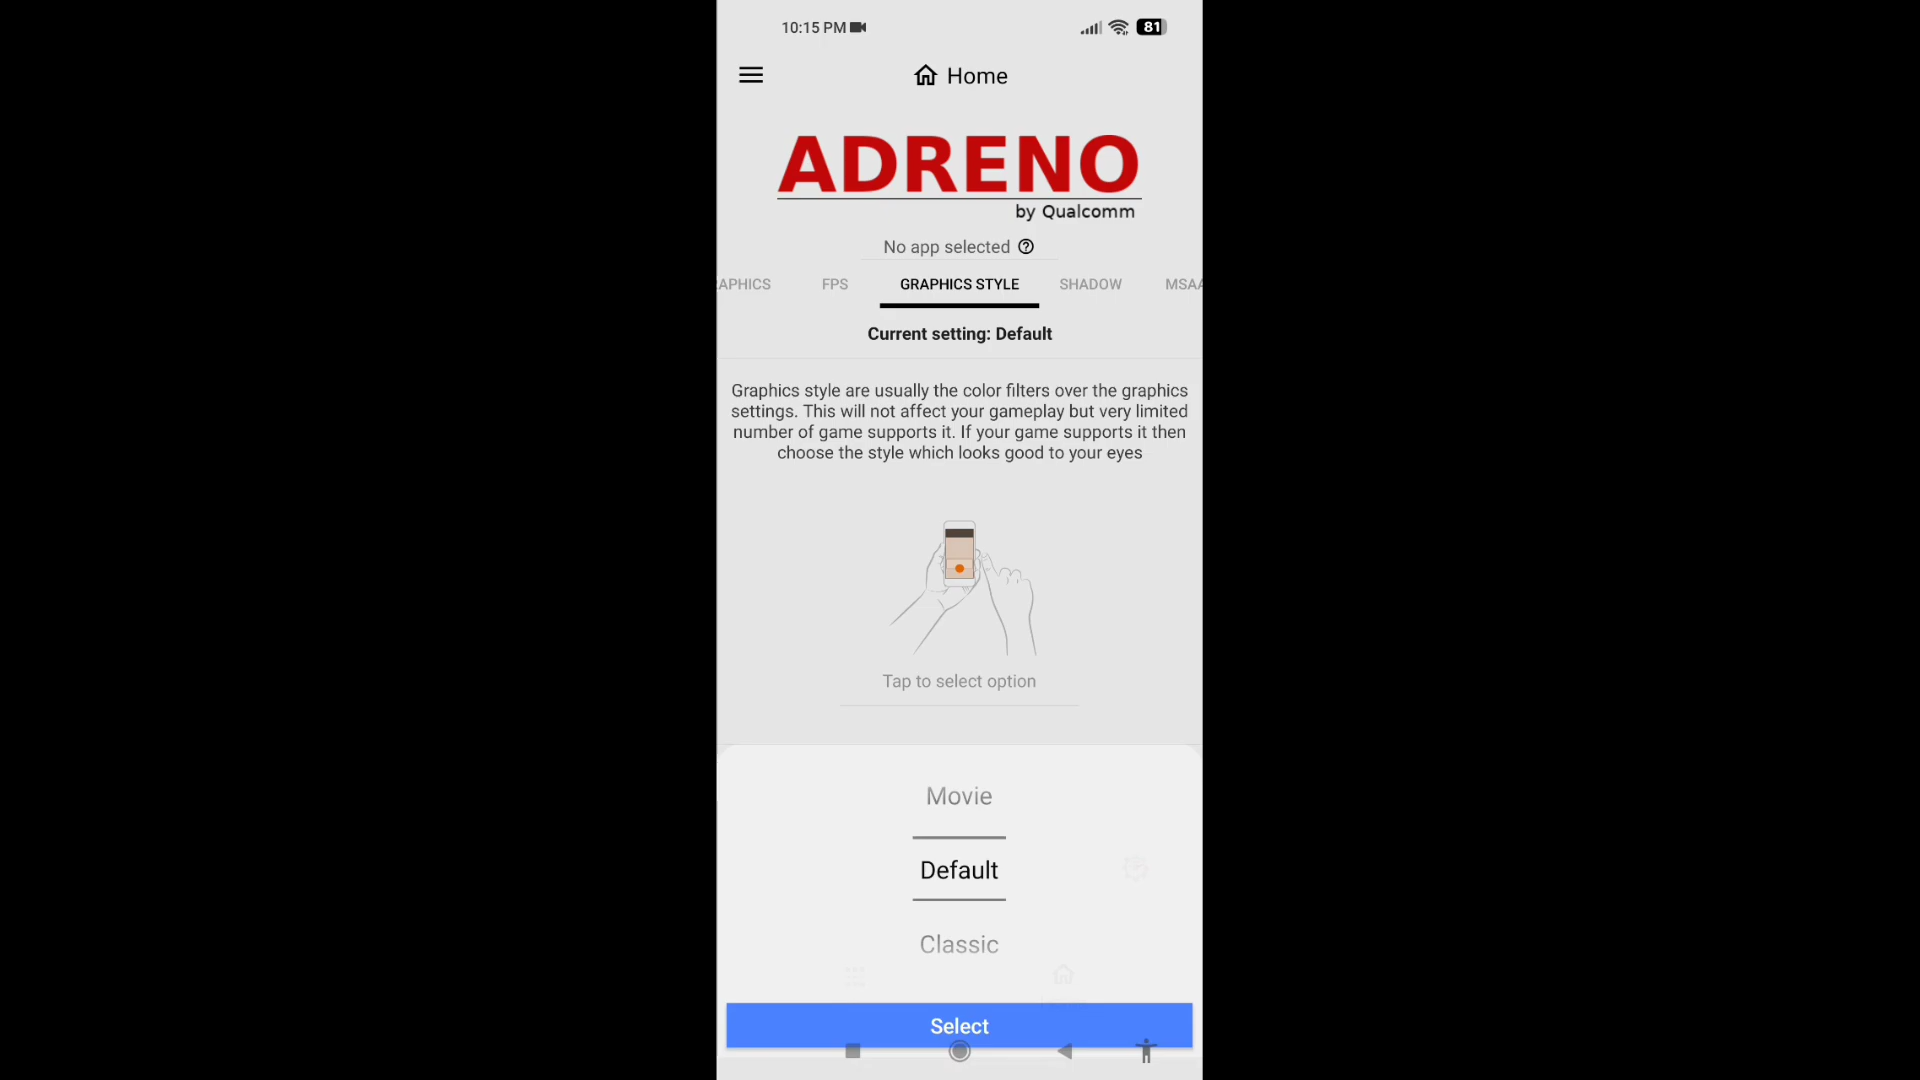 10:15 PM
81
Home
ADRENO
by Qualcomm
No app selected
APHICS FPS GRAPHICS STYLE SHADOW MSAA
Current setting: Default
Graphics style are usually the color filters over the graphics
settings. This will not affect your gameplay but very limited
number of game supports it. If your game supports it then
choose the style which looks good to your eyes
Tap to select option
Movie
Default
Classic
Select